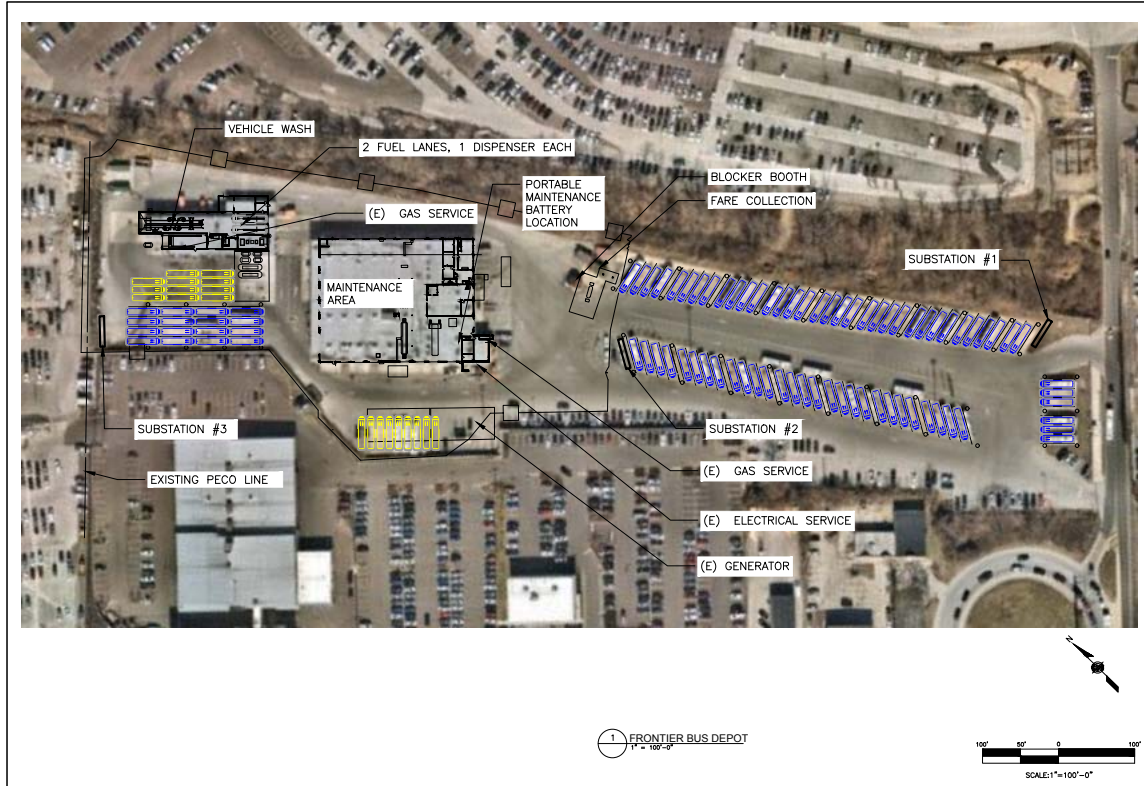 VEHICLE WASH
2 FUEL LANES, 1 DISPENSER EACH
(E) GAS SERVICE
PORTABLE
MAINTENANCE
BATTERY
LOCATION
BLOCKER BOOTH
FARE COLLECTION
SUBSTATION #1
MAINTENANCE
AREA
SUBSTATION #3
SUBSTATION #2
EXISTING PECO LINE
(E) GAS SERVICE
(E) ELECTRICAL SERVICE
(E) GENERATOR
N
1
FRONTIER BUS DEPOT
1" = 100'-0"
100' 50' 0 100'
SCALE:1"=100'-0"